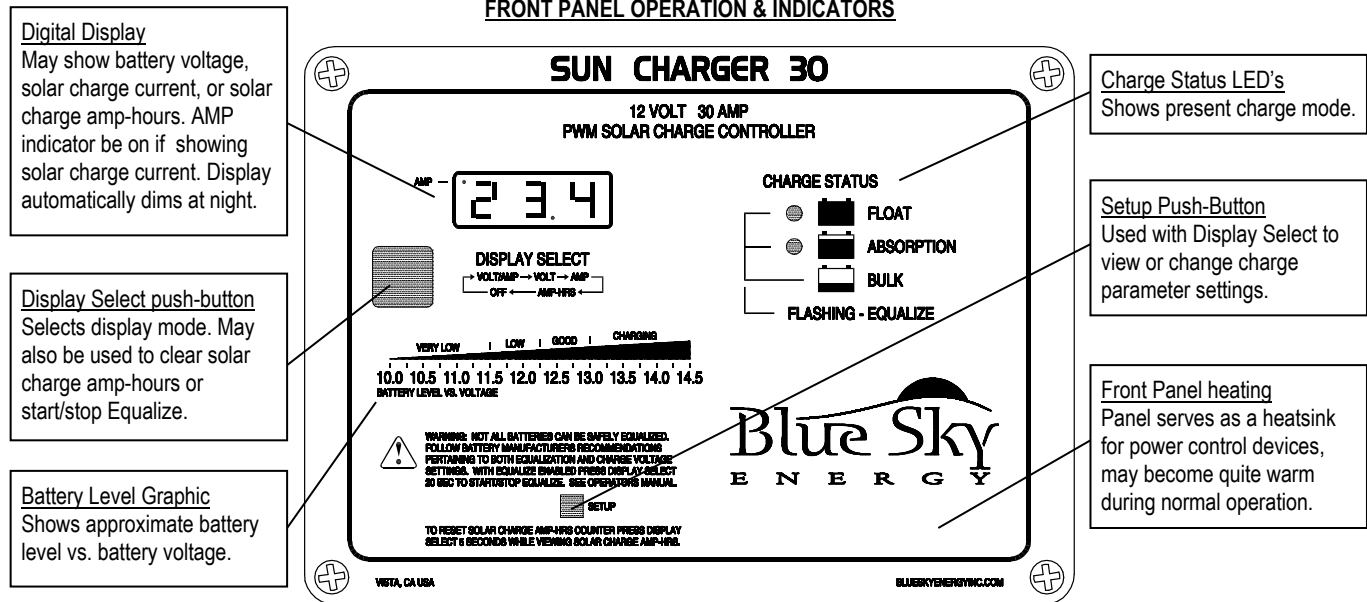 FRONT PANEL OPERATION & INDICATORS
Digital Display
May show battery voltage,
solar charge current, or solar
charge amp-hours. AMP
indicator be on if showing
solar charge current. Display
automatically dims at night.
Display Select push-button
Selects display mode. May
also be used to clear solar
charge amp-hours or
start/stop Equalize.
Battery Level Graphic
Shows approximate battery
level vs. battery voltage.
SUN CHARGER 30
12 VOLT 30 AMP
PWM SOLAR CHARGE CONTROLLER
AMP
23.4
DISPLAY SELECT
VOLT/AMP → VOLT → AMP
OFF ← AMP-HRS
VERY LOW LOW GOOD CHARGING
10.0 10.5 11.0 11.5 12.0 12.5 13.0 13.5 14.0 14.5
BATTERY LEVEL VS. VOLTAGE
CHARGE STATUS
FLOAT
ABSORPTION
BULK
FLASHING - EQUALIZE
WARNING: NOT ALL BATTERIES CAN BE SAFELY EQUALIZED.
FOLLOW BATTERY MANUFACTURERS RECOMMENDATIONS
PERTAINING TO BOTH EQUALIZATION AND CHARGE VOLTAGE
SETTINGS. WITH EQUALIZE ENABLED PRESS DISPLAY SELECT
20 SEC TO START/STOP EQUALIZE. SEE OPERATORS MANUAL.
SETUP
TO RESET SOLAR CHARGE AMP-HRS COUNTER PRESS DISPLAY
SELECT 5 SECONDS WHILE VIEWING SOLAR CHARGE AMP-HRS.
Blue Sky
ENERGY
VISTA, CA USA
BLUESKYENERGYINC.COM
Charge Status LED's
Shows present charge mode.
Setup Push-Button
Used with Display Select to
view or change charge
parameter settings.
Front Panel heating
Panel serves as a heatsink
for power control devices,
may become quite warm
during normal operation.